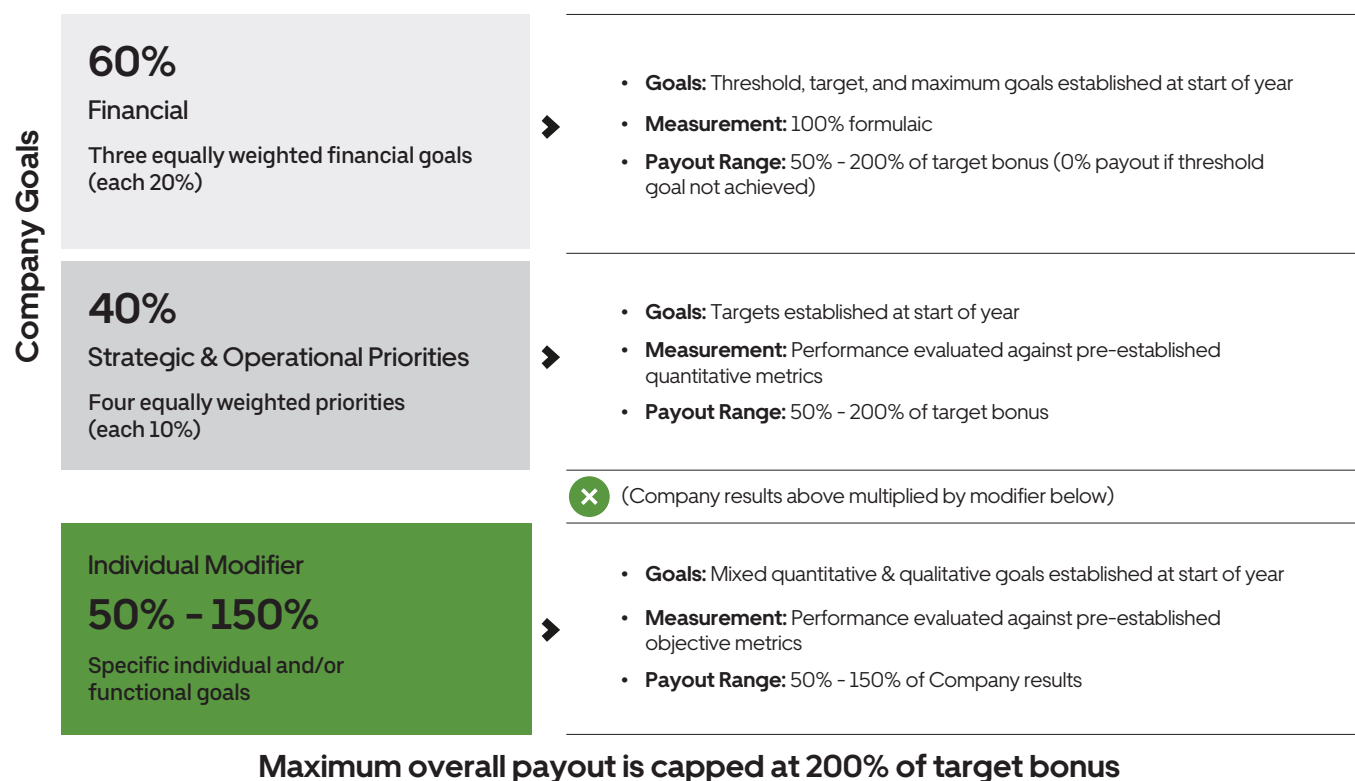 Company Goals
60%
Financial
Three equally weighted financial goals
(each 20%)
• Goals: Threshold, target, and maximum goals established at start of year
• Measurement: 100% formulaic
• Payout Range: 50% - 200% of target bonus (0% payout if threshold
goal not achieved)
40%
Strategic & Operational Priorities
Four equally weighted priorities
(each 10%)
• Goals: Targets established at start of year
• Measurement: Performance evaluated against pre-established
quantitative metrics
• Payout Range: 50% - 200% of target bonus
(Company results above multiplied by modifier below)
Individual Modifier
50% - 150%
Specific individual and/or
functional goals
• Goals: Mixed quantitative & qualitative goals established at start of year
• Measurement: Performance evaluated against pre-established
objective metrics
• Payout Range: 50% - 150% of Company results
Maximum overall payout is capped at 200% of target bonus